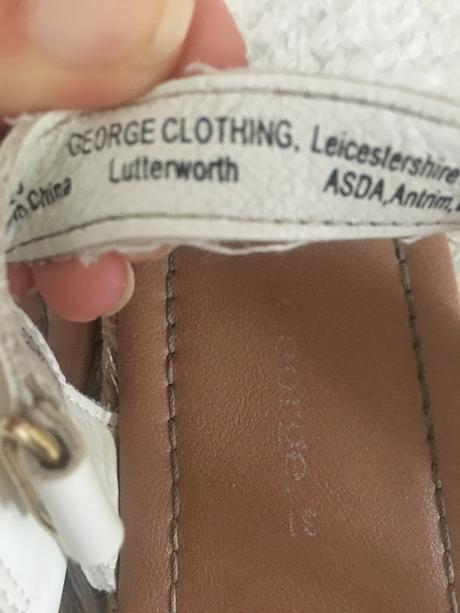 GEORGE CLOTHING, Leicestershire
Lutterworth ASDA, Antrim,
China